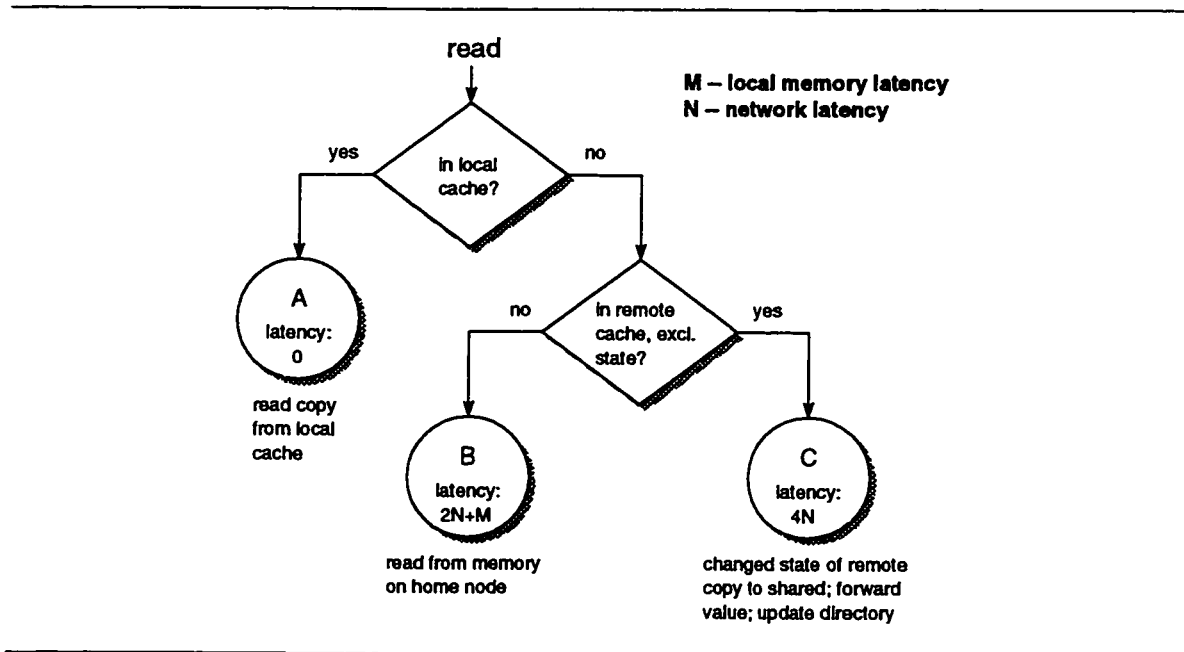 read
M – local memory latency
N – network latency
yes
in local
cache?
no
A
latency:
0
read copy
from local
cache
no
in remote
cache, excl.
state?
yes
B
latency:
2N+M
read from memory
on home node
C
latency:
4N
changed state of remote
copy to shared; forward
value; update directory